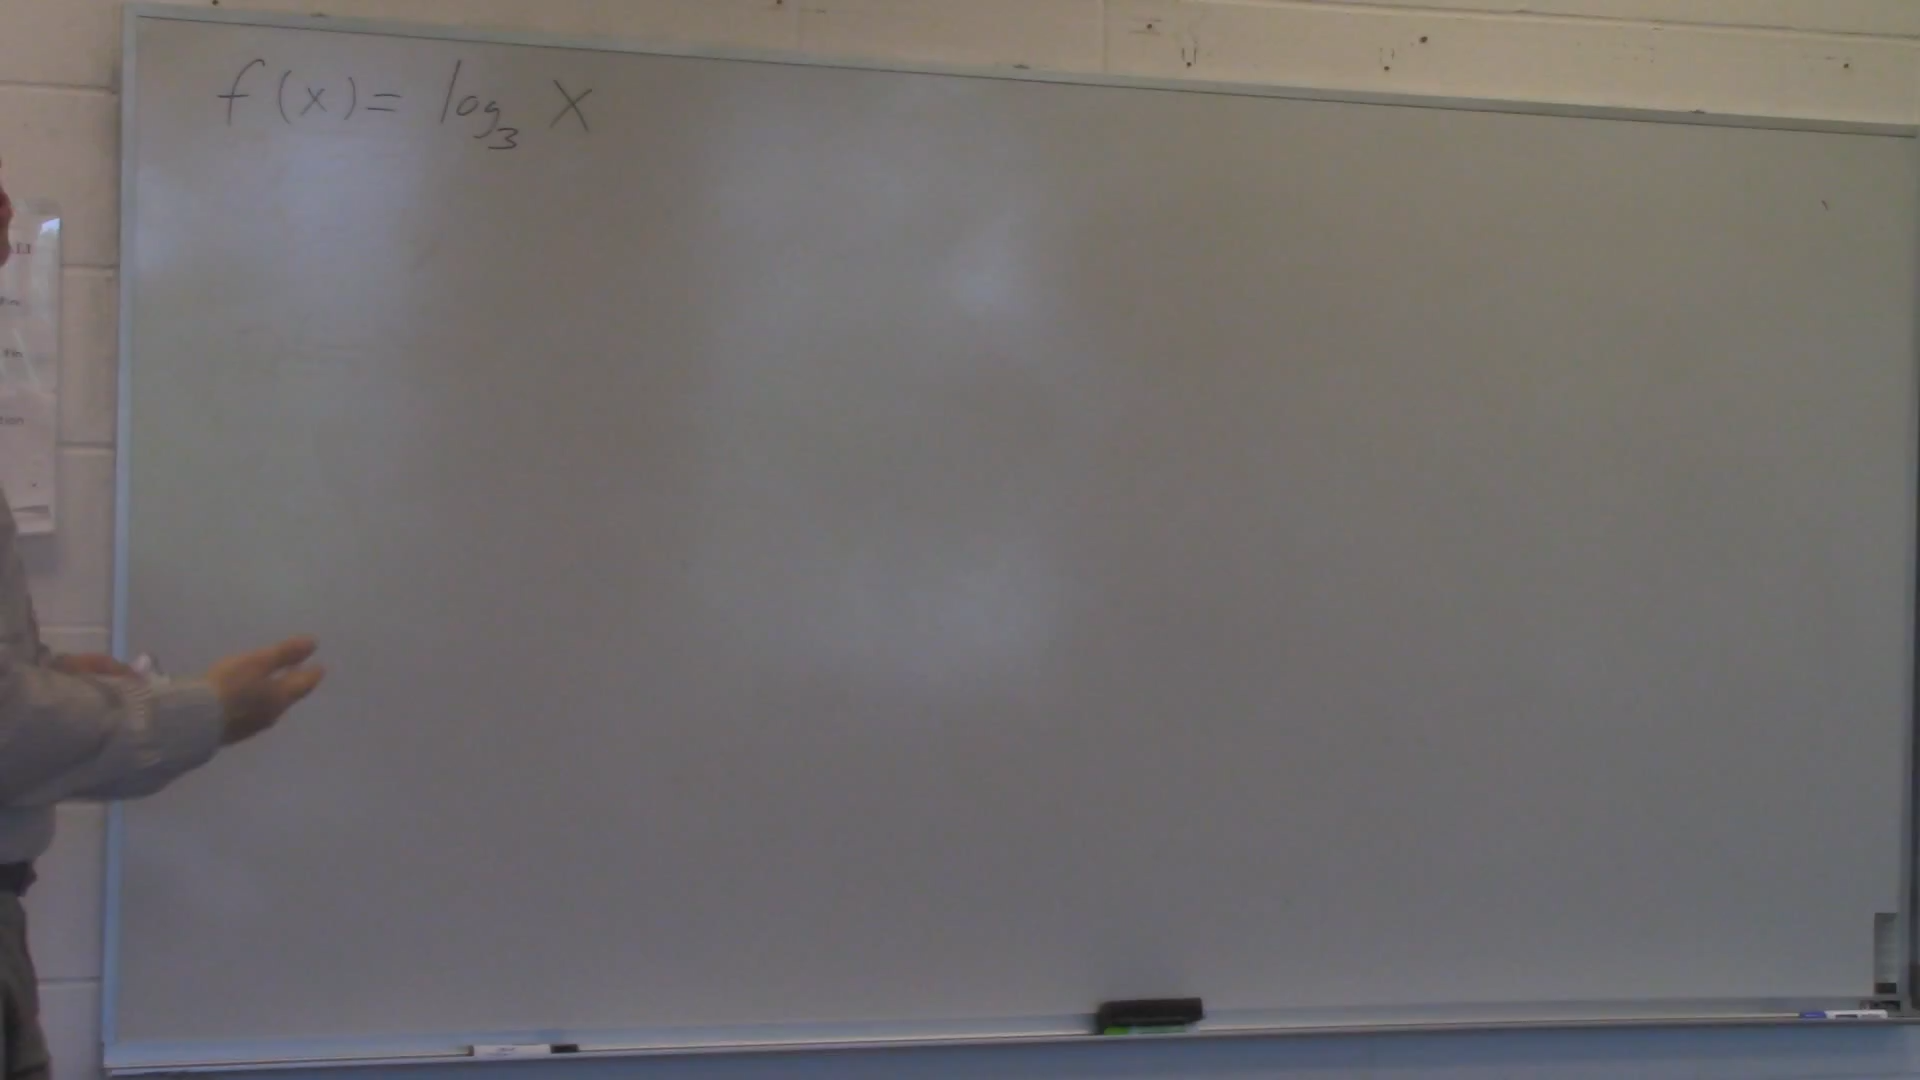 f(x) = log₃ x